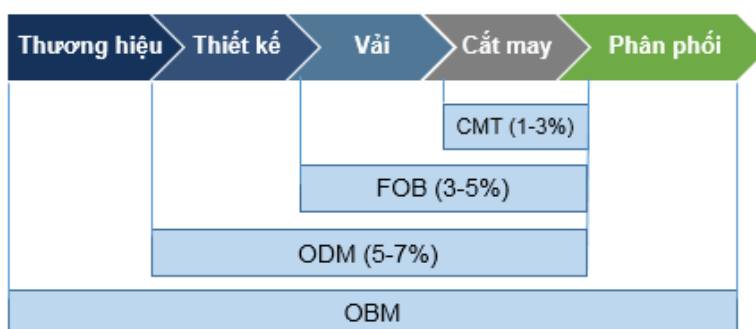 Thương hiệu Thiết kế Vải Cắt may Phân phối
CMT (1-3%)
FOB (3-5%)
ODM (5-7%)
OBM